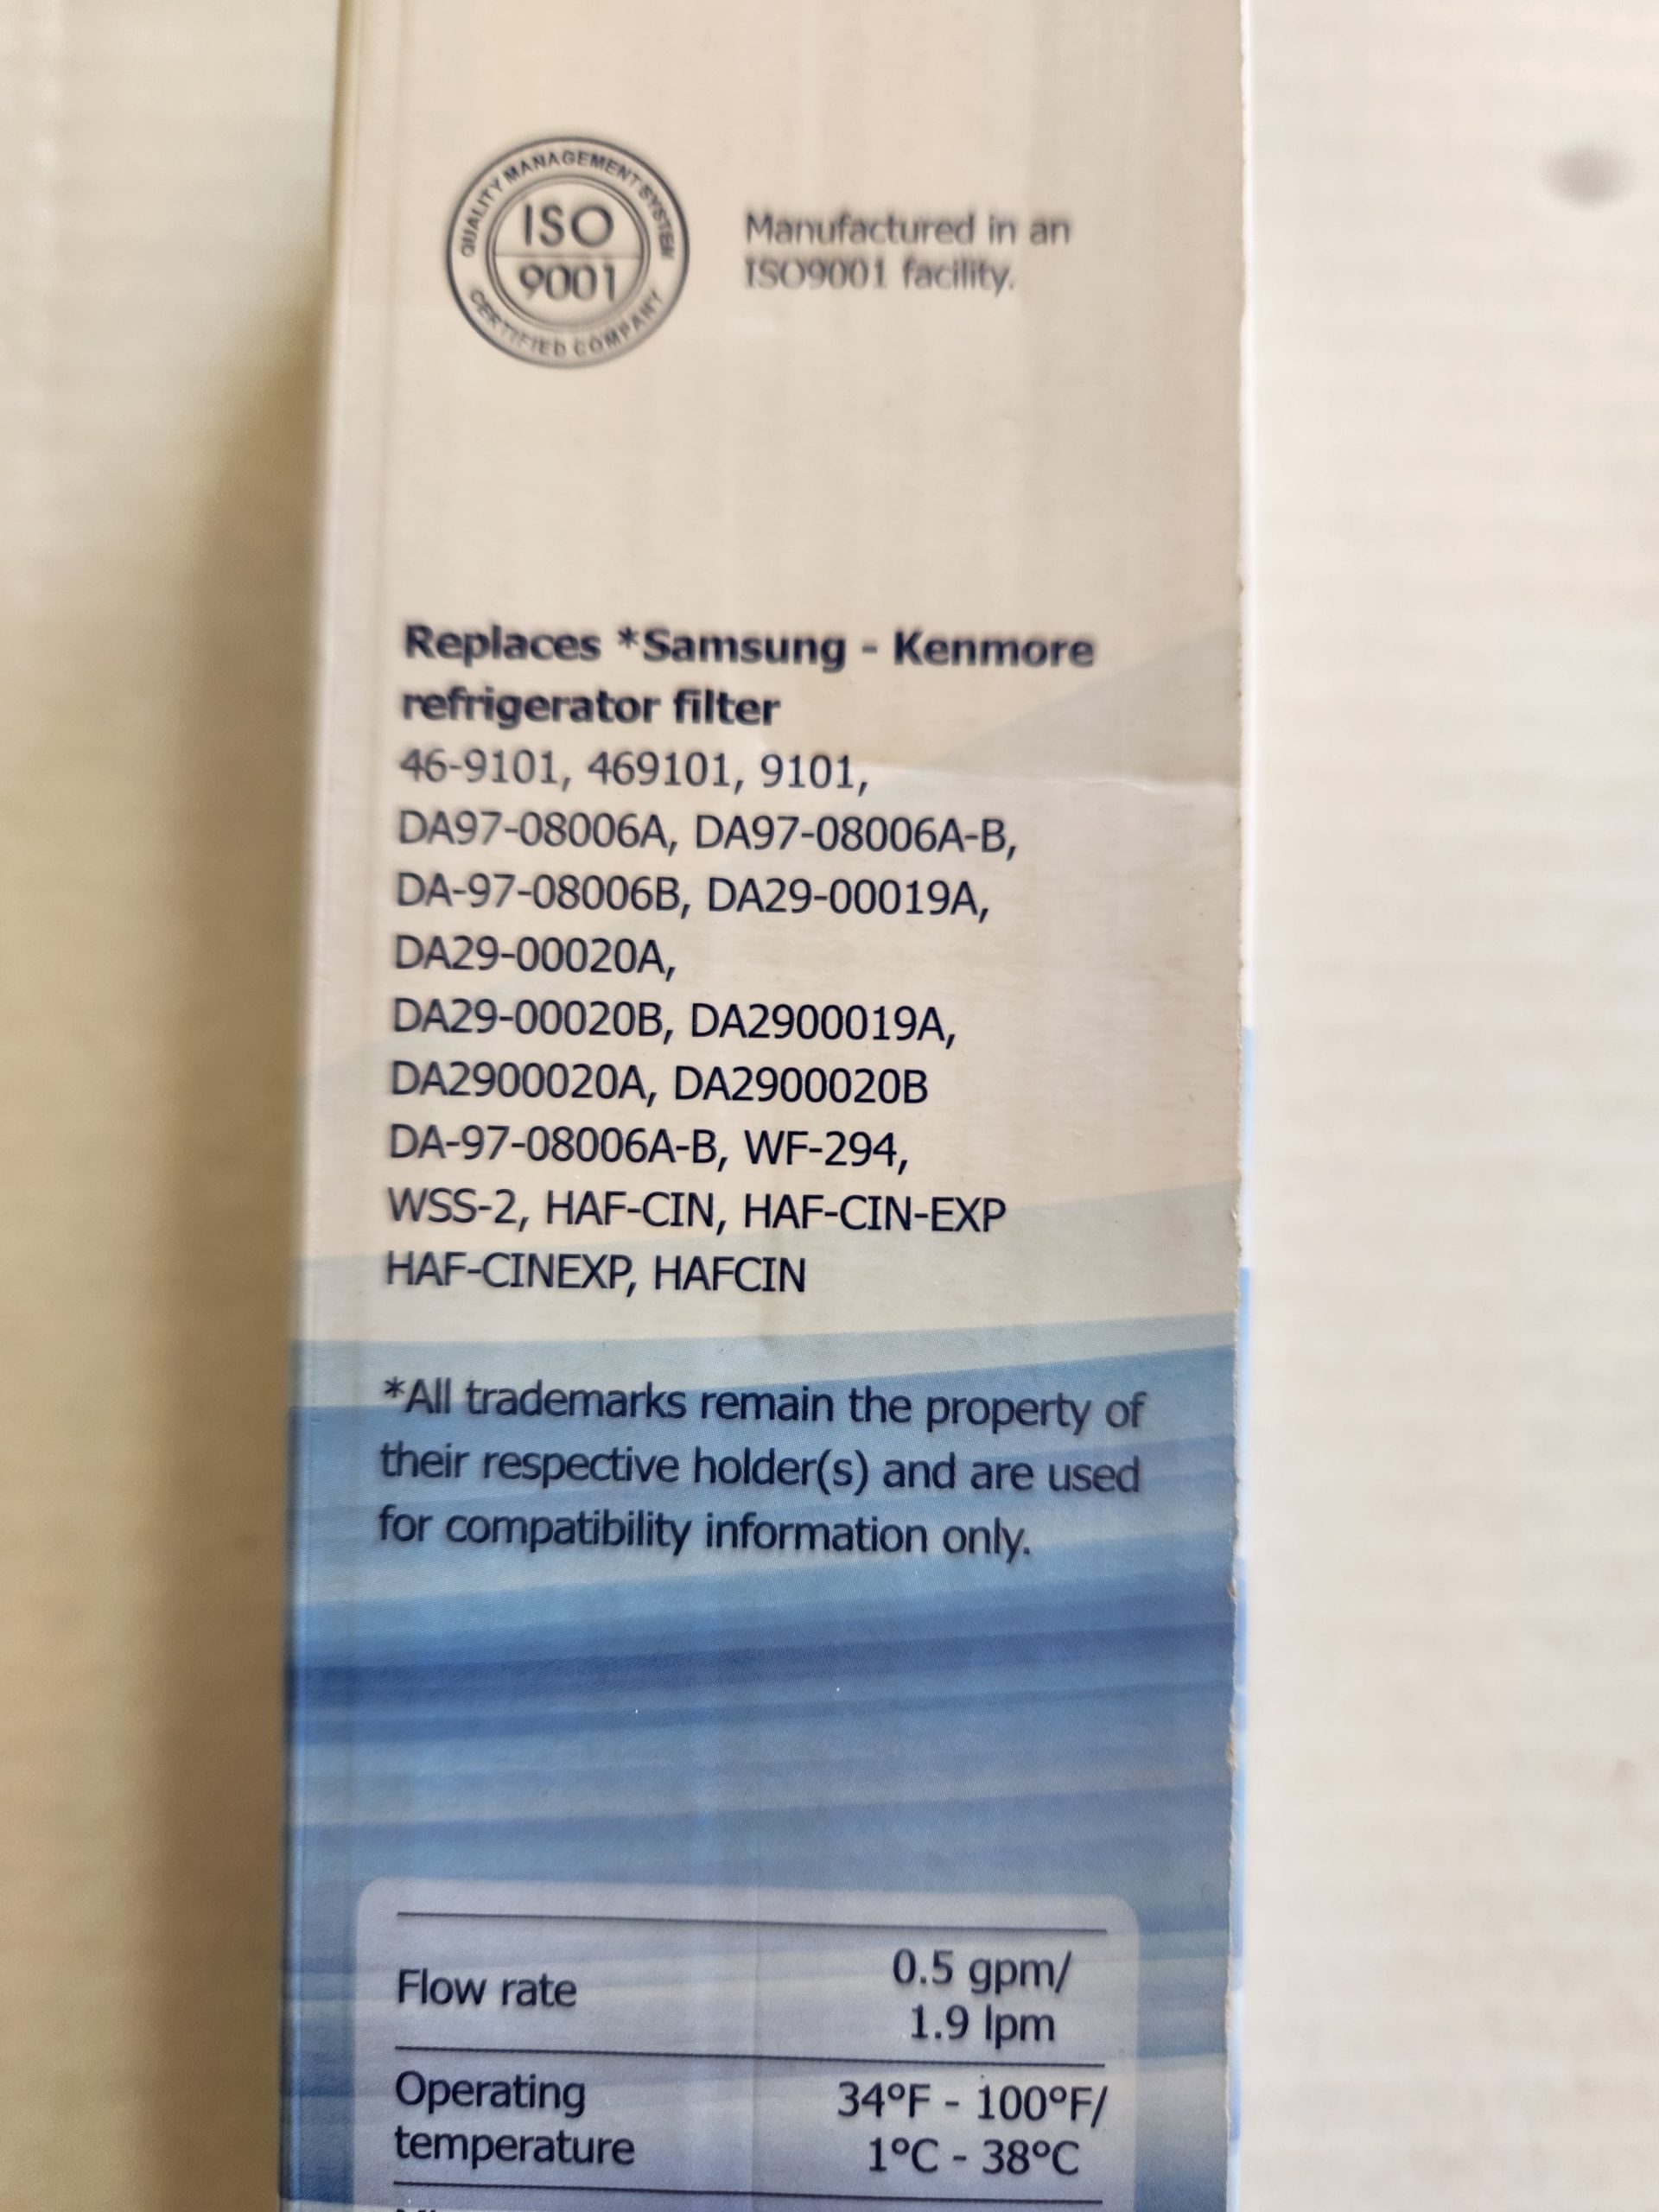 QUALITY MANAGEMENT SYSTEM
ISO
9001
CERTIFIED COMPANY
Manufactured in an
ISO9001 facility.
Replaces *Samsung - Kenmore
refrigerator filter
46-9101, 469101, 9101,
DA97-08006A, DA97-08006A-B,
DA-97-08006B, DA29-00019A,
DA29-00020A,
DA29-00020B, DA2900019A,
DA2900020A, DA2900020B
DA-97-08006A-B, WF-294,
WSS-2, HAF-CIN, HAF-CIN-EXP
HAF-CINEXP, HAFCIN
*All trademarks remain the property of
their respective holder(s) and are used
for compatibility information only.
Flow rate
0.5 gpm/
1.9 lpm
Operating
temperature
34°F - 100°F/
1°C - 38°C